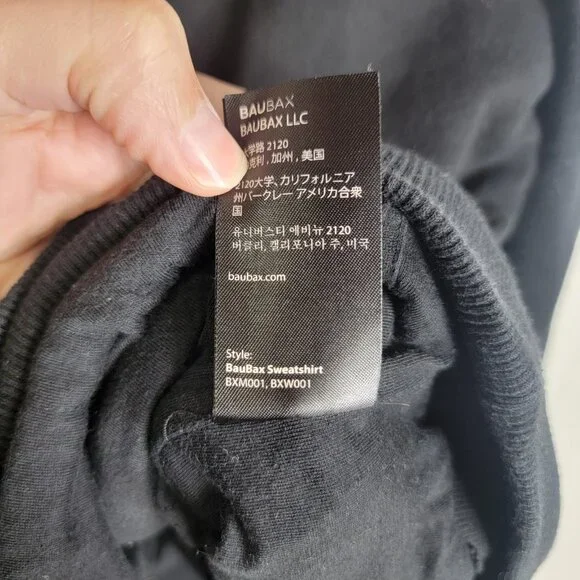 BAUBAX
BAUBAX LLC
学路 2120
克利 , 加州 , 美国
2120大学、カリフォルニア
州バークレー アメリカ合衆
国
유니버스티 애비뉴 2120
버클리, 캘리포니아 주, 미국
baubax.com
Style:
BauBax Sweatshirt
BXM001, BXW001